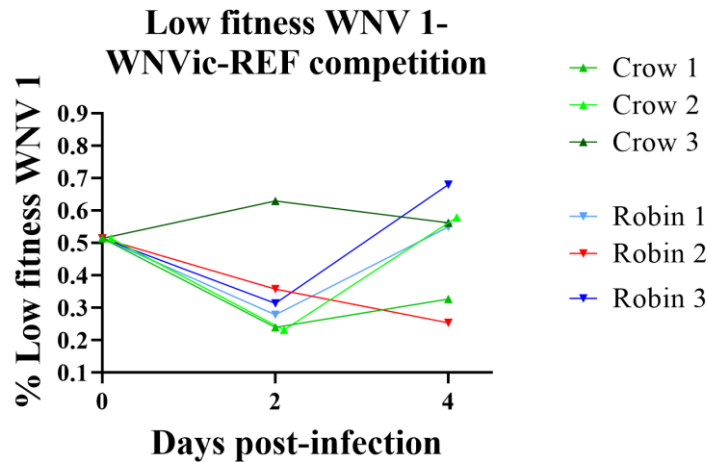 Low fitness WNV 1-
WNVic-REF competition
% Low fitness WNV 1
0.9
0.8
0.7
0.6
0.5
0.4
0.3
0.2
0.1
0
2
4
Days post-infection
Crow 1
Crow 2
Crow 3
Robin 1
Robin 2
Robin 3